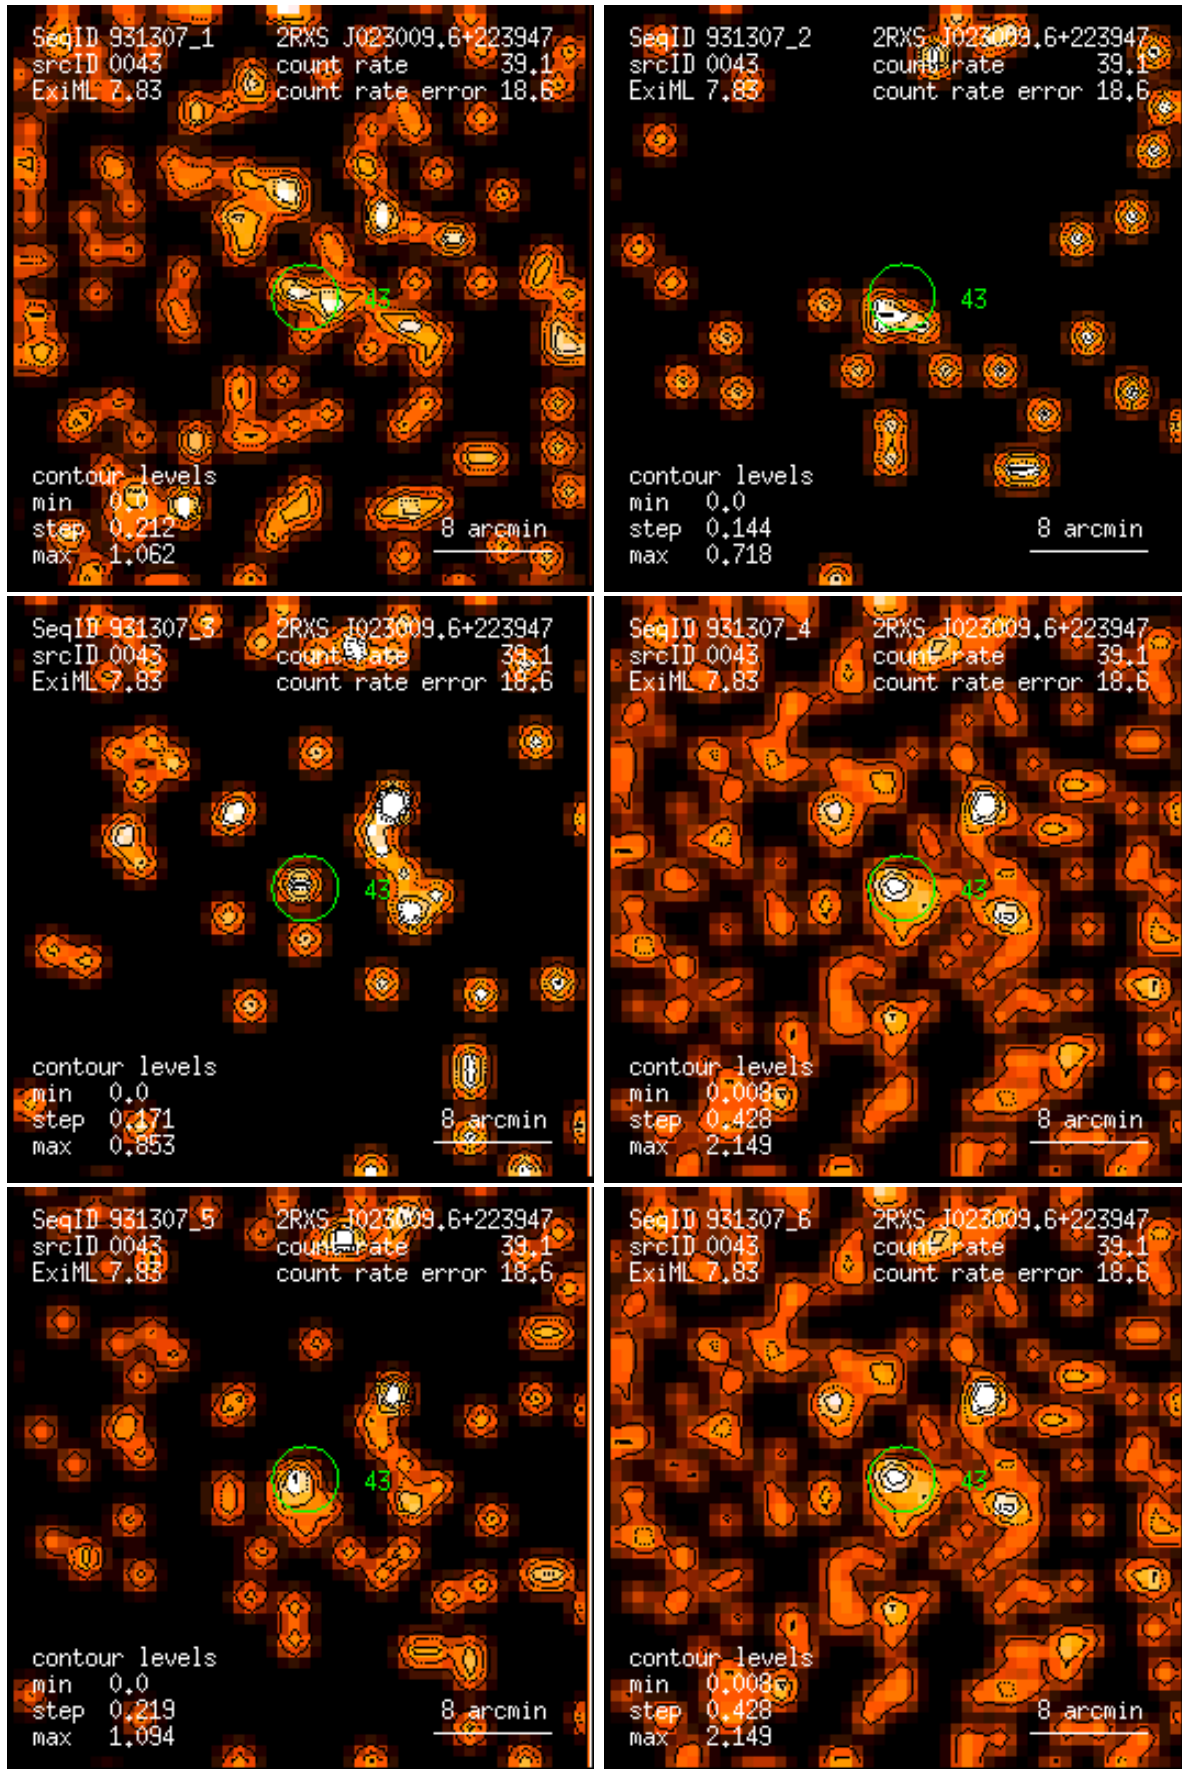 SeqID 931307_1 2RXS J023009.6+223947
srcID 0043 count rate 39.1
ExiML 7.83 count rate error 18.6
43
contour levels
min 0.0
step 0.212 8 arcmin
max 1.062
SeqID 931307_2 2RXS J023009.6+223947
srcID 0043 count rate 39.1
ExiML 7.83 count rate error 18.6
43
contour levels
min 0.0
step 0.144 8 arcmin
max 0.718
SeqID 931307_3 2RXS J023009.6+223947
srcID 0043 count rate 39.1
ExiML 7.83 count rate error 18.6
43
contour levels
min 0.0
step 0.171 8 arcmin
max 0.853
SeqID 931307_4 2RXS J023009.6+223947
srcID 0043 count rate 39.1
ExiML 7.83 count rate error 18.6
43
contour levels
min 0.008
step 0.428 8 arcmin
max 2.149
SeqID 931307_5 2RXS J023009.6+223947
srcID 0043 count rate 39.1
ExiML 7.83 count rate error 18.6
43
contour levels
min 0.0
step 0.219 8 arcmin
max 1.094
SeqID 931307_6 2RXS J023009.6+223947
srcID 0043 count rate 39.1
ExiML 7.83 count rate error 18.6
43
contour levels
min 0.008
step 0.428 8 arcmin
max 2.149